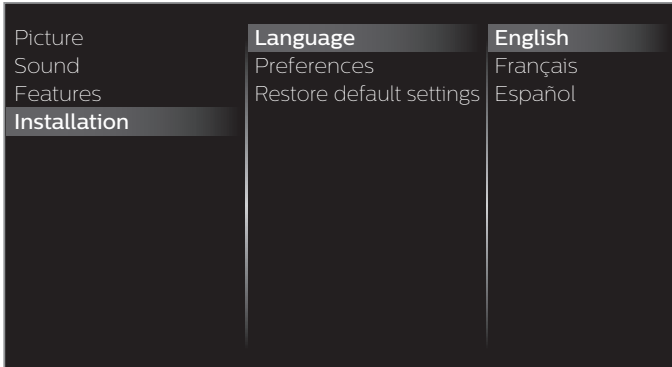 Picture
Sound
Features
Installation
Language
Preferences
Restore default settings
English
Français
Español